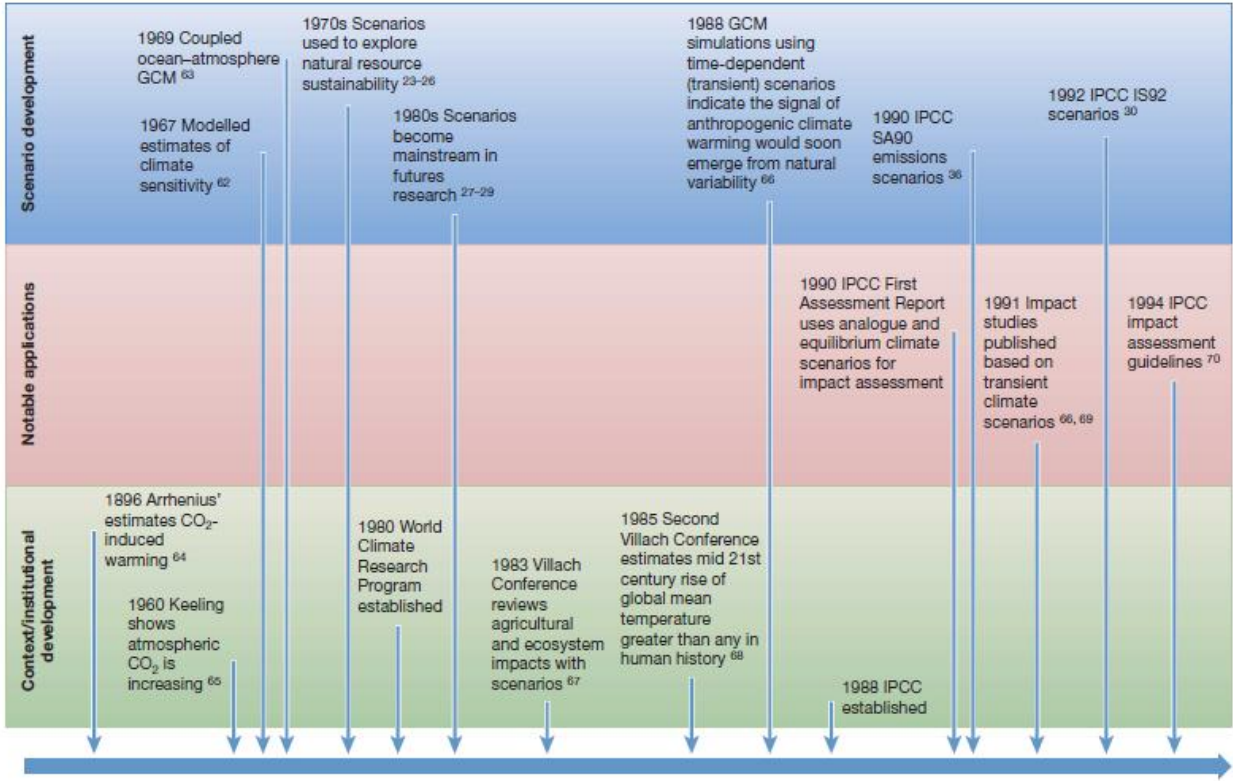 Scenario development
1969 Coupled
ocean–atmosphere
GCM 63
1967 Modelled
estimates of
climate
sensitivity 62
1970s Scenarios
used to explore
natural resource
sustainability 23–26
1980s Scenarios
become
mainstream in
futures
research 27–29
1988 GCM
simulations using
time-dependent
(transient) scenarios
indicate the signal of
anthropogenic climate
warming would soon
emerge from natural
variability 66
1990 IPCC
SA90
emissions
scenarios 36
1992 IPCC IS92
scenarios 30
Notable applications
1990 IPCC First
Assessment Report
uses analogue and
equilibrium climate
scenarios for
impact assessment
1991 Impact
studies
published
based on
transient
climate
scenarios 66, 69
1994 IPCC
impact
assessment
guidelines 70
Context/institutional
development
1896 Arrhenius’
estimates CO2-
induced
warming 64
1960 Keeling
shows
atmospheric
CO2 is
increasing 65
1980 World
Climate
Research
Program
established
1983 Villach
Conference
reviews
agricultural
and ecosystem
impacts with
scenarios 67
1985 Second
Villach Conference
estimates mid 21st
century rise of
global mean
temperature
greater than any in
human history 68
1988 IPCC
established